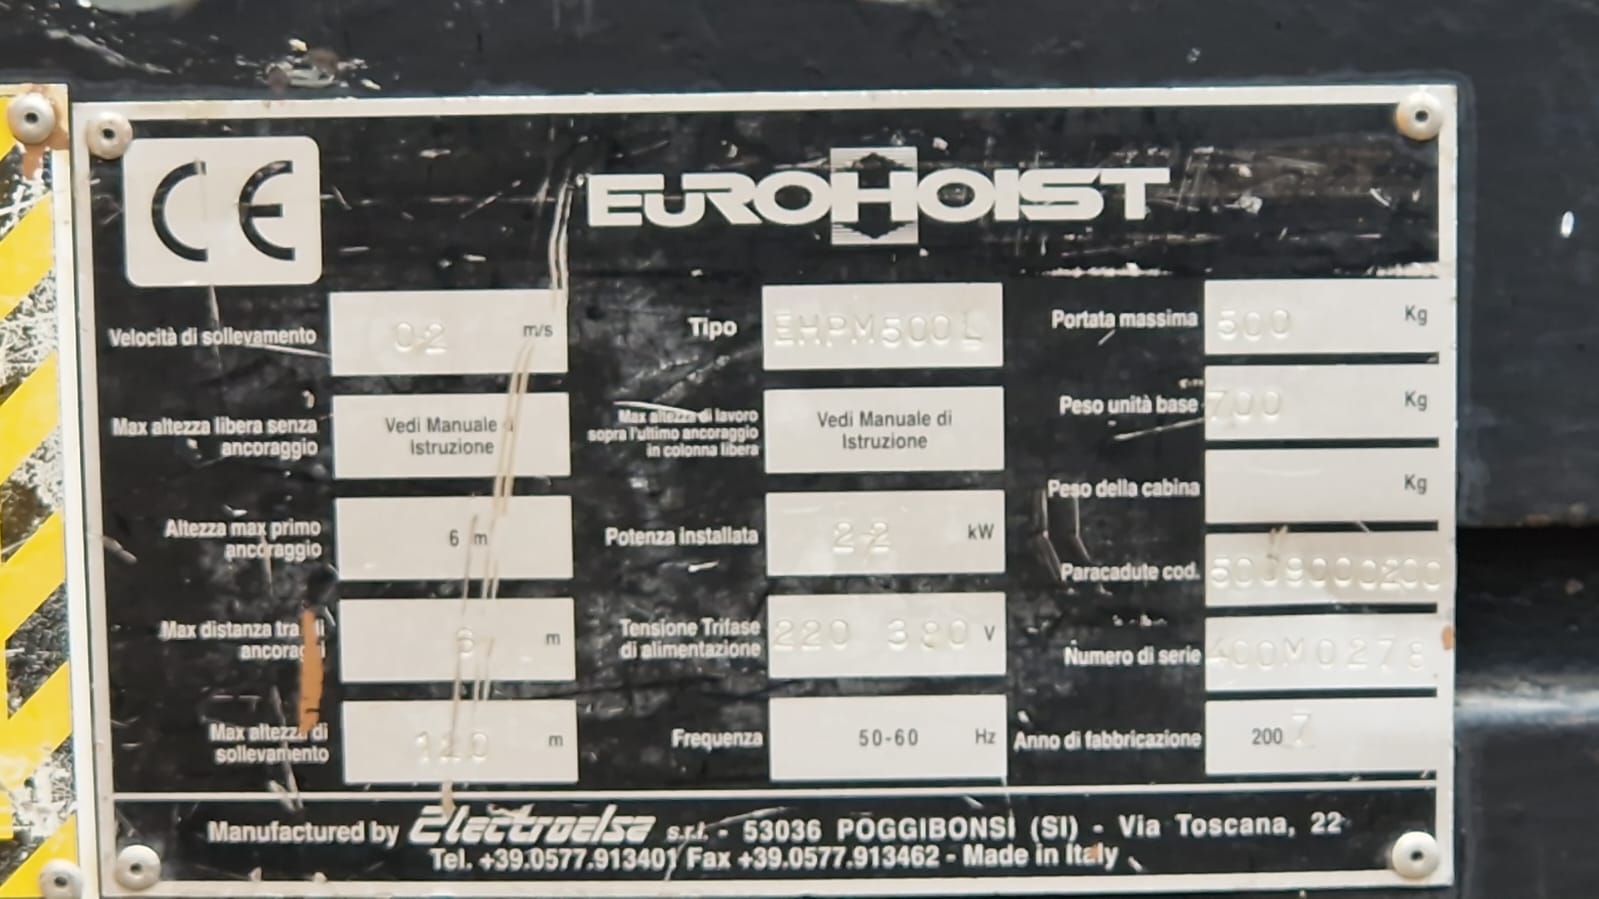 CE
EUROHOIST
Velocità di sollevamento 0.2 m/s
Tipo EHPM500L
Portata massima 500 Kg
Max altezza libera senza
ancoraggio
Vedi Manuale di
Istruzione
Max altezza di lavoro
sopra l'ultimo ancoraggio
in colonna libera
Vedi Manuale di
Istruzione
Peso unità base 700 Kg
Peso della cabina Kg
Altezza max primo
ancoraggio
6 m
Potenza installata 2.2 kW
Paracadute cod. 5009000200
Max distanza tra gli
ancoraggi
6 m
Tensione Trifase
di alimentazione
220 380 V
Numero di serie 400M0278
Max altezza di
sollevamento
120 m
Frequenza 50-60 Hz
Anno di fabbricazione 2007
Manufactured by Electroelsa s.r.l. - 53036 POGGIBONSI (SI) - Via Toscana, 22
Tel. +39.0577.913401 Fax +39.0577.913462 - Made in Italy